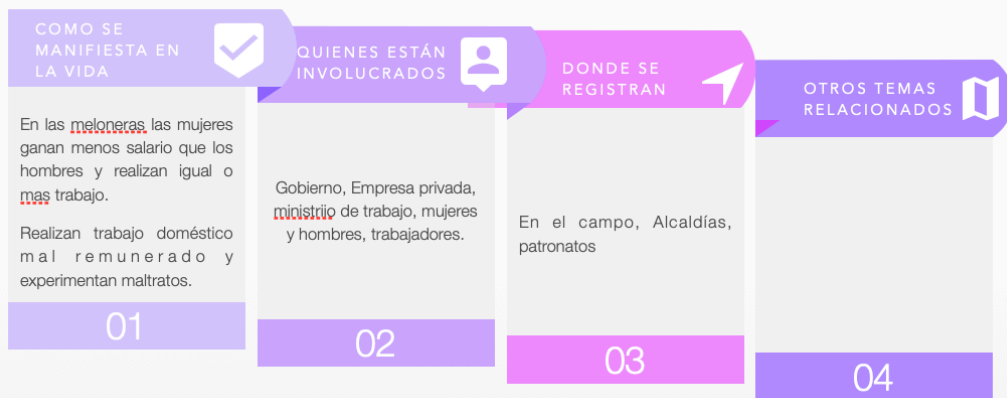 COMO SE
MANIFIESTA EN
LA VIDA
En las meloneras las mujeres
ganan menos salario que los
hombres y realizan igual o
mas trabajo.
Realizan trabajo doméstico
mal remunerado y
experimentan maltratos.
01
QUIENES ESTÁN
INVOLUCRADOS
Gobierno, Empresa privada,
ministriio de trabajo, mujeres
y hombres, trabajadores.
02
DONDE SE
REGISTRAN
En el campo, Alcaldías,
patronatos
03
OTROS TEMAS
RELACIONADOS
04